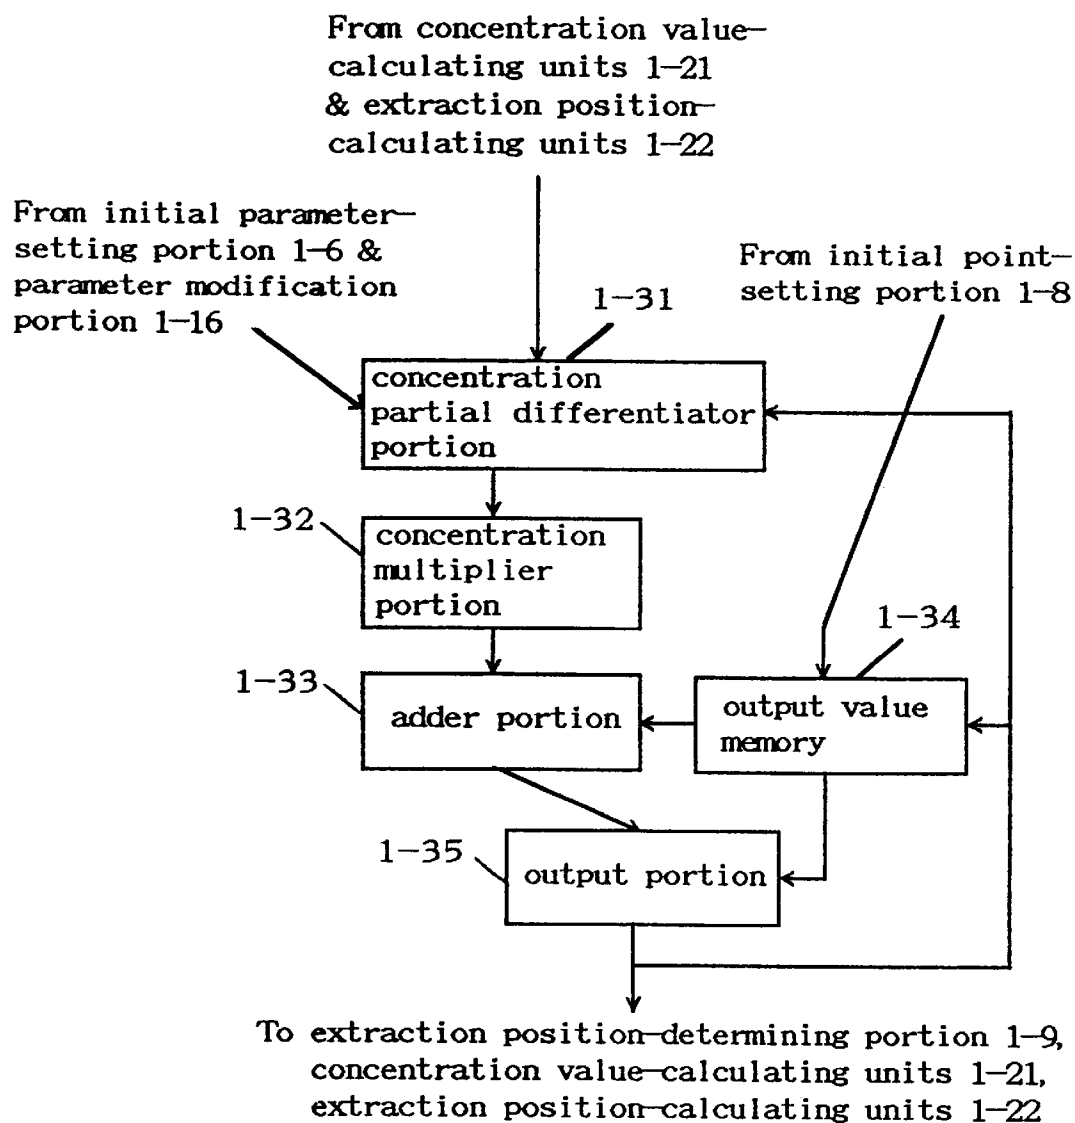 From concentration value—
calculating units 1—21
& extraction position—
calculating units 1—22
From initial parameter—
setting portion 1—6 &
parameter modification
portion 1—16
From initial point—
setting portion 1—8
1—31
concentration
partial differentiator
portion
1—32
concentration
multiplier
portion
1—34
1—33
adder portion
output value
memory
1—35
output portion
To extraction position—determining portion 1—9,
concentration value—calculating units 1—21,
extraction position—calculating units 1—22